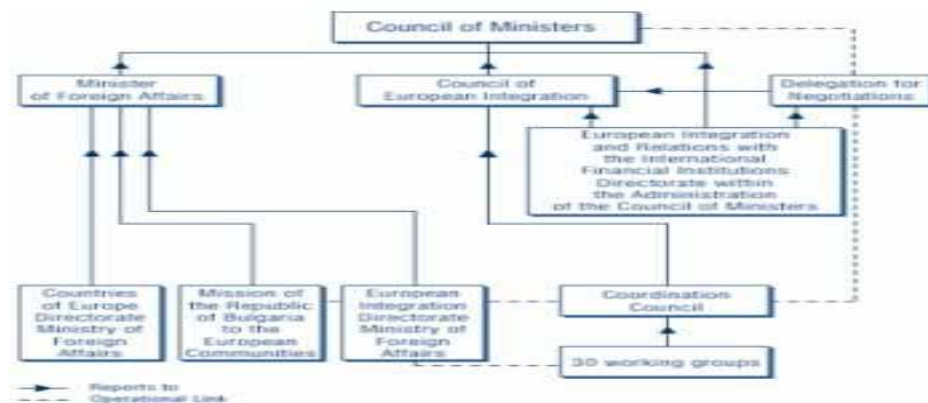 Council of Ministers
Minister
of Foreign Affairs
Council of
European Integration
Delegation for
Negotiations
European Integration
and Relations with
the International
Financial Institutions
Directorate within
the Administration
of the Council of Ministers
Countries
of Europe
Directorate
Ministry of
Foreign
Affairs
Mission of
the Republic
of Bulgaria
to the
European
Communities
European
Integration
Directorate
Ministry of
Foreign
Affairs
Coordination
Council
30 working groups
Reports to
Operational Link